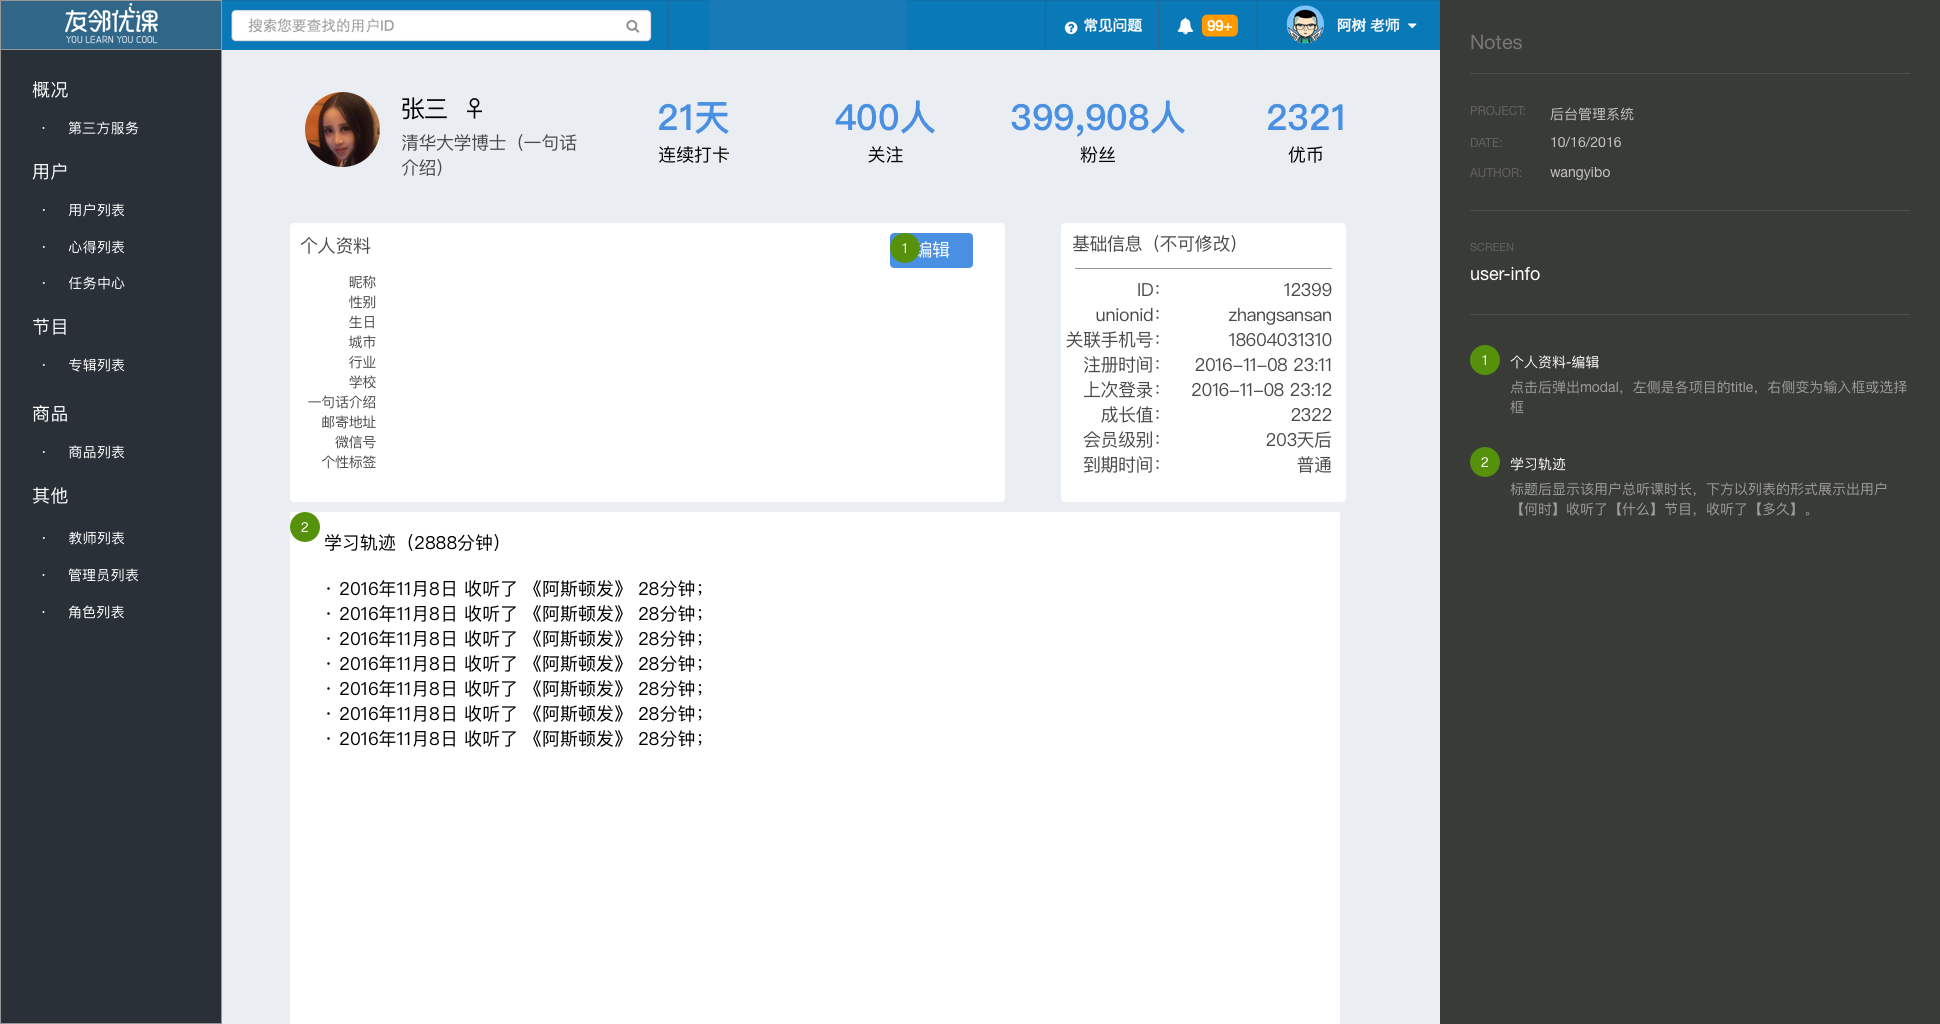 友邻优课
YOU LEARN YOU COOL
搜索您要查找的用户ID
常见问题
99+
阿树 老师
概况
· 第三方服务
用户
· 用户列表
· 心得列表
· 任务中心
节目
· 专辑列表
商品
· 商品列表
其他
· 教师列表
· 管理员列表
· 角色列表
张三 ♀
清华大学博士（一句话
介绍）
21天
连续打卡
400人
关注
399,908人
粉丝
2321
优币
个人资料
1
编辑
昵称
性别
生日
城市
行业
学校
一句话介绍
邮寄地址
微信号
个性标签
基础信息（不可修改）
ID： 12399
unionid： zhangsansan
关联手机号： 18604031310
注册时间： 2016-11-08 23:11
上次登录： 2016-11-08 23:12
成长值： 2322
会员级别： 203天后
到期时间： 普通
2
学习轨迹（2888分钟）
· 2016年11月8日 收听了 《阿斯顿发》 28分钟；
· 2016年11月8日 收听了 《阿斯顿发》 28分钟；
· 2016年11月8日 收听了 《阿斯顿发》 28分钟；
· 2016年11月8日 收听了 《阿斯顿发》 28分钟；
· 2016年11月8日 收听了 《阿斯顿发》 28分钟；
· 2016年11月8日 收听了 《阿斯顿发》 28分钟；
· 2016年11月8日 收听了 《阿斯顿发》 28分钟；
Notes
PROJECT: 后台管理系统
DATE: 10/16/2016
AUTHOR: wangyibo
SCREEN
user-info
1 个人资料-编辑
点击后弹出modal，左侧是各项目的title，右侧变为输入框或选择
框
2 学习轨迹
标题后显示该用户总听课时长，下方以列表的形式展示出用户
【何时】收听了【什么】节目，收听了【多久】。